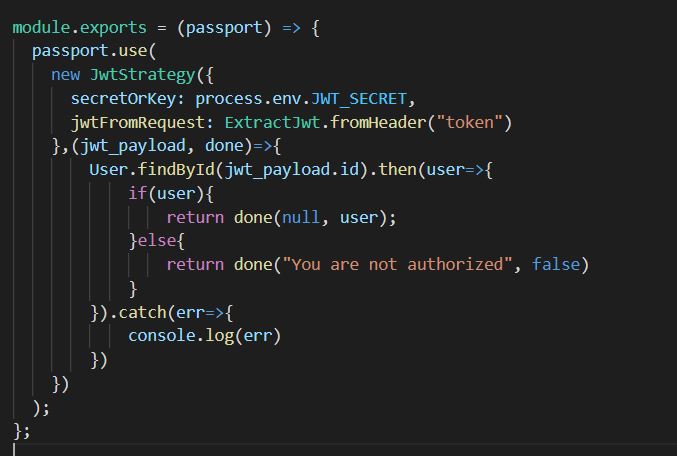 module.exports = (passport) => {
  passport.use(
    new JwtStrategy({
      secretOrKey: process.env.JWT_SECRET,
      jwtFromRequest: ExtractJwt.fromHeader("token")
    },(jwt_payload, done)=>{
        User.findById(jwt_payload.id).then(user=>{
            if(user){
                return done(null, user);
            }else{
                return done("You are not authorized", false)
            }
        }).catch(err=>{
            console.log(err)
        })
    })
  );
};